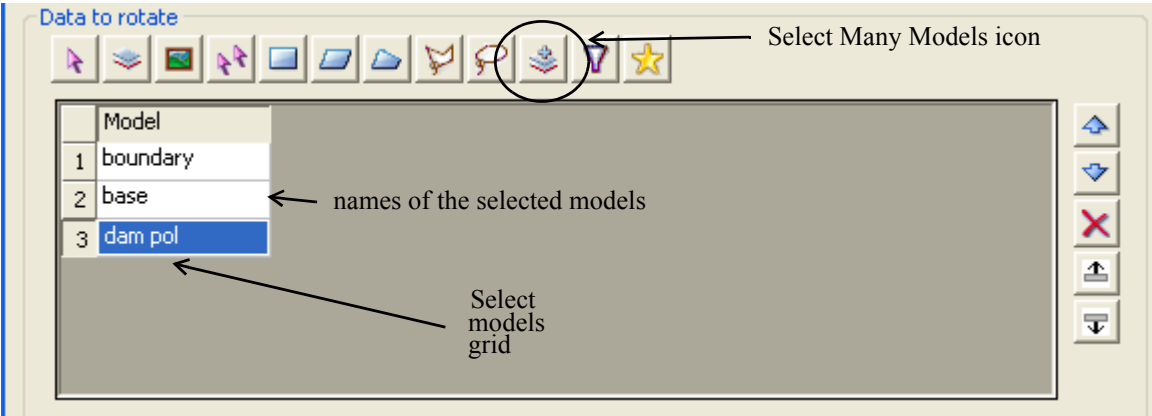 Data to rotate
Select Many Models icon
Model
1 boundary
2 base
names of the selected models
3 dam pol
Select
models
grid